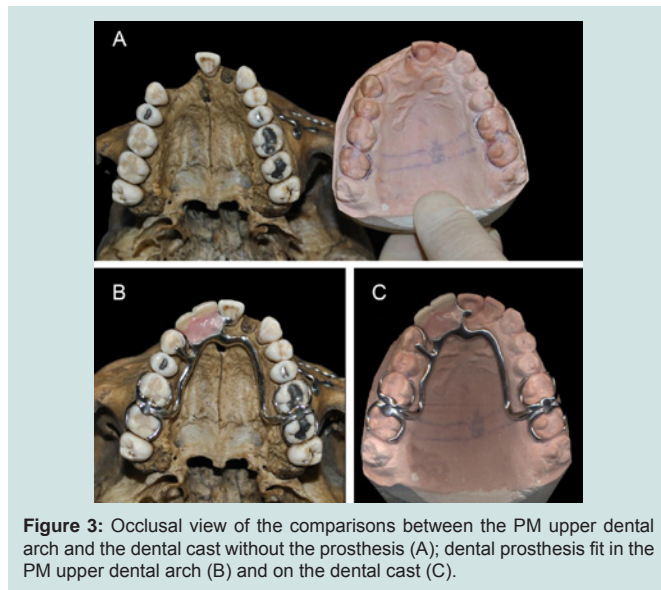 A
B
C
Figure 3: Occlusal view of the comparisons between the PM upper dental
arch and the dental cast without the prosthesis (A); dental prosthesis fit in the
PM upper dental arch (B) and on the dental cast (C).